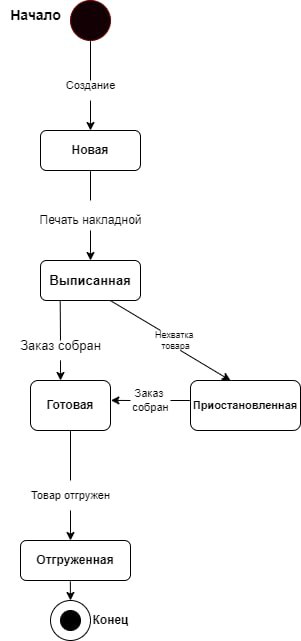 Начало
Создание
Новая
Печать накладной
Выписанная
Нехватка
товара
Заказ собран
Заказ
собран
Готовая
Приостановленная
Товар отгружен
Отгруженная
Конец